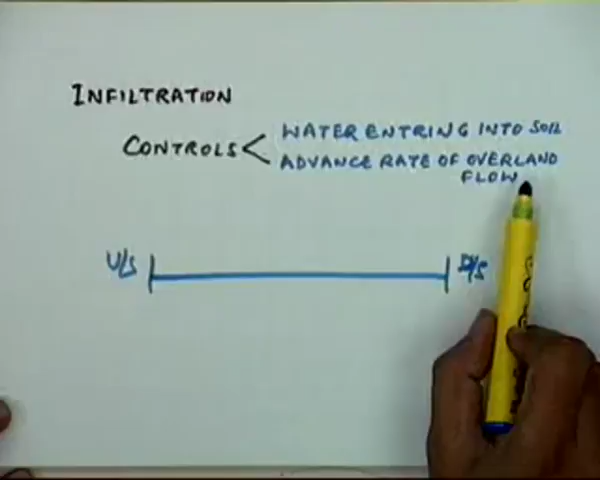 INFILTRATION
CONTROLS < WATER ENTRING INTO SOIL
ADVANCE RATE OF OVERLAND
FLOW
U/S D/S